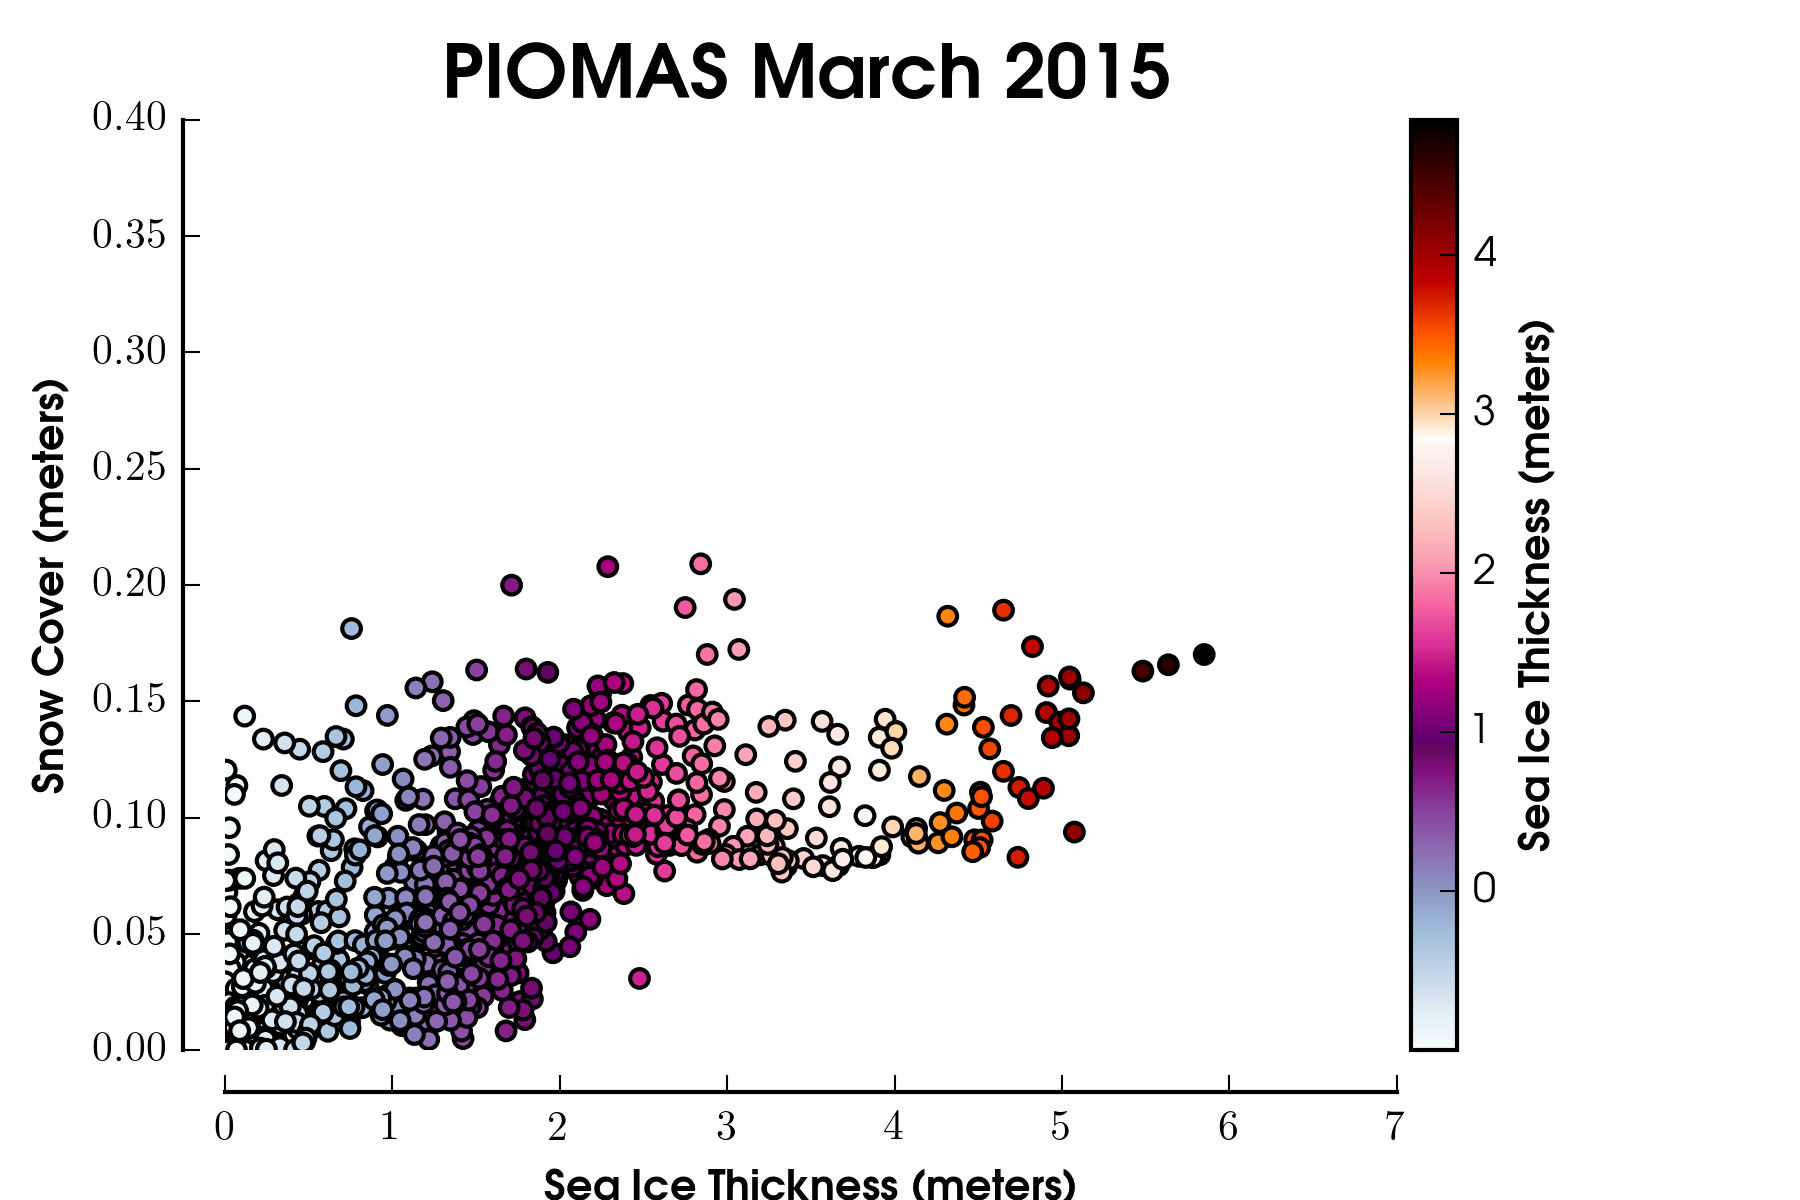 PIOMAS March 2015
0.40
0.35
0.30
0.25
0.20
0.15
0.10
0.05
0.00
Snow Cover (meters)
0 1 2 3 4 5 6 7
Sea Ice Thickness (meters)
4
3
2
1
0
Sea Ice Thickness (meters)